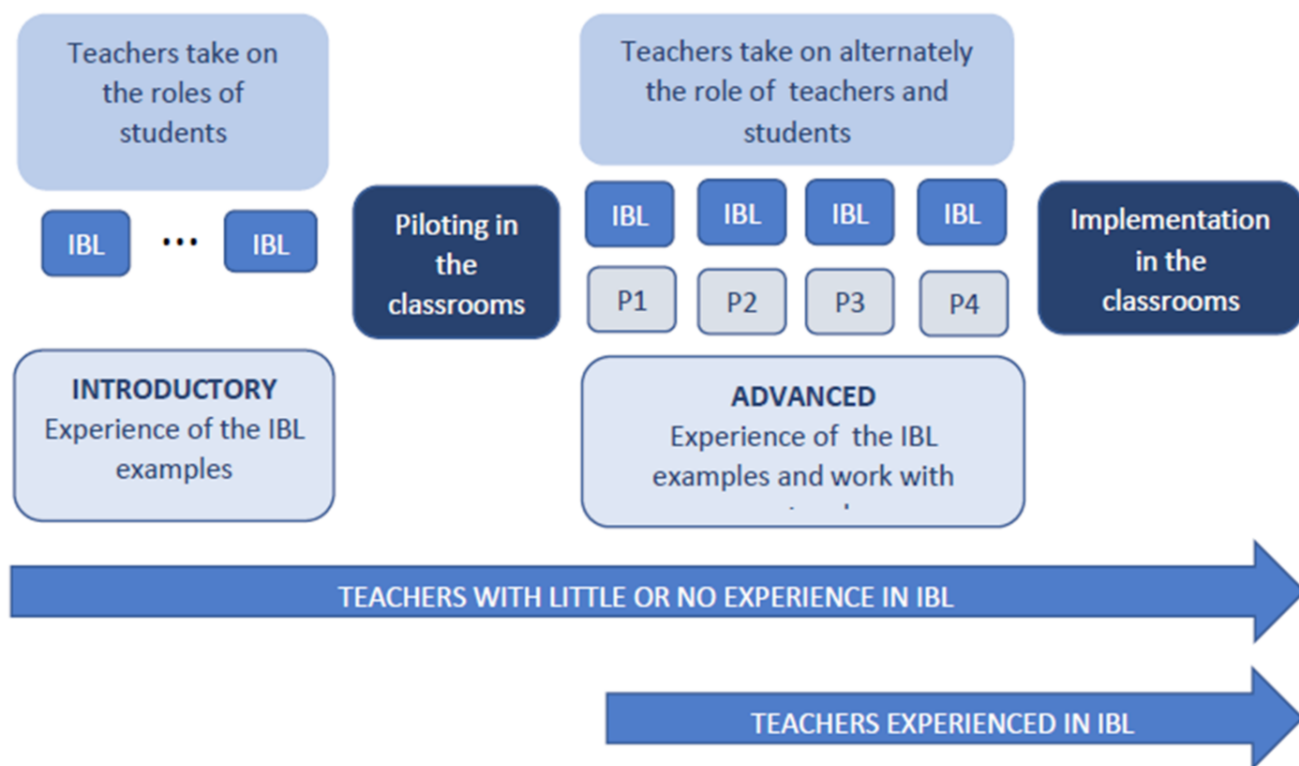 Teachers take on
the roles of
students
IBL
...
IBL
Piloting in
the
classrooms
Teachers take on alternately
the role of teachers and
students
IBL
IBL
IBL
IBL
P1
P2
P3
P4
Implementation
in the
classrooms
INTRODUCTORY
Experience of the IBL
examples
ADVANCED
Experience of the IBL
examples and work with
TEACHERS WITH LITTLE OR NO EXPERIENCE IN IBL
TEACHERS EXPERIENCED IN IBL